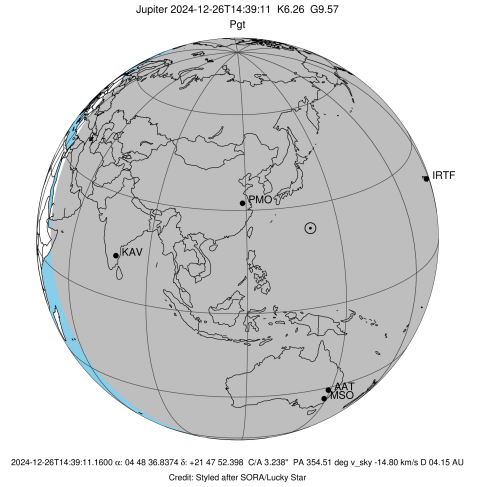 Jupiter 2024-12-26T14:39:11 K6.26 G9.57
Pgt
IRTF
PMO
KAV
AAT
MSO
2024-12-26T14:39:11.1600 α: 04 48 36.8374 δ: +21 47 52.398 C/A 3.238" PA 354.51 deg v_sky -14.80 km/s D 04.15 AU
Credit: Styled after SORA/Lucky Star